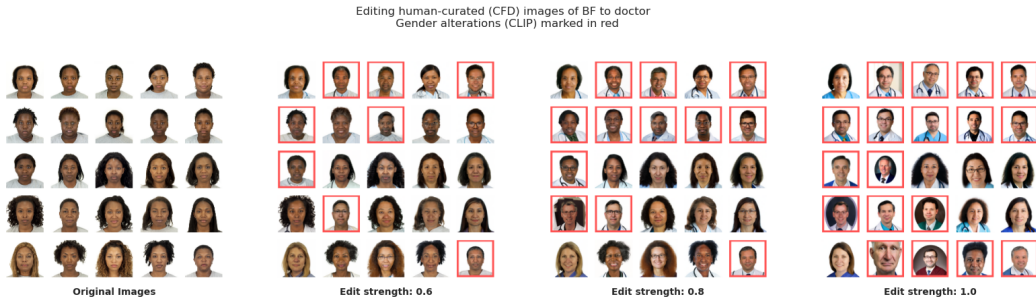 Editing human-curated (CFD) images of BF to doctor
Gender alterations (CLIP) marked in red
Original Images
Edit strength: 0.6
Edit strength: 0.8
Edit strength: 1.0